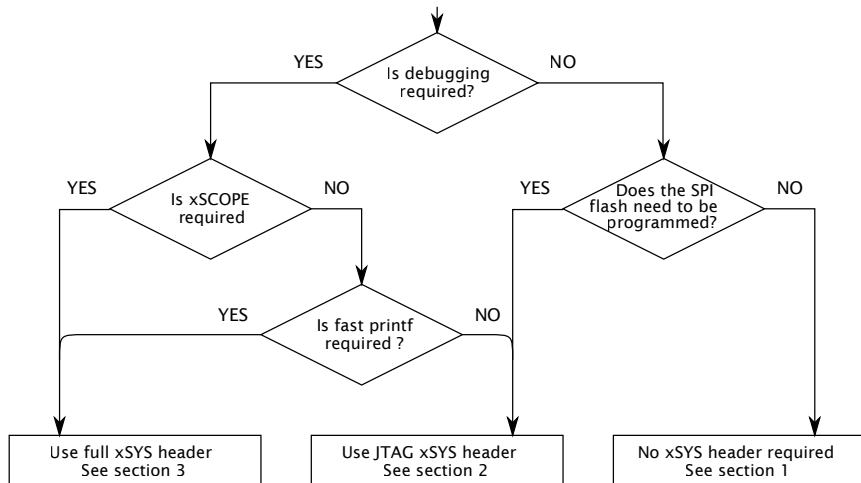 YES
Is debugging
required?
NO
YES
Is xSCOPE
required
NO
YES
Does the SPI
flash need to be
programmed?
NO
YES
Is fast printf
required ?
NO
Use full xSYS header
See section 3
Use JTAG xSYS header
See section 2
No xSYS header required
See section 1